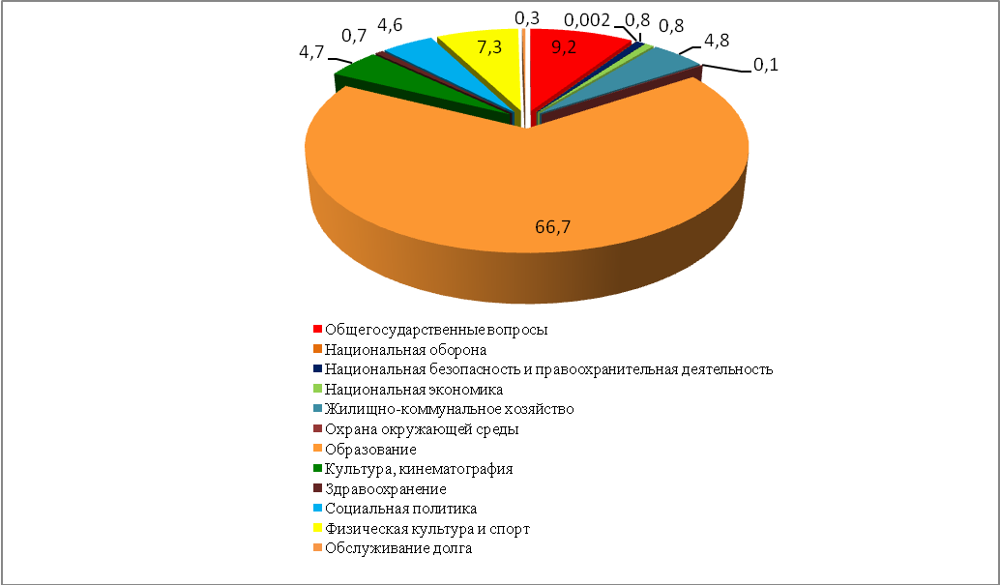 0,3
0,002
0,8
0,8
4,6
0,7
4,7
7,3
9,2
4,8
0,1
66,7
Общегосударственные вопросы
Национальная оборона
Национальная безопасность и правоохранительная деятельность
Национальная экономика
Жилищно-коммунальное хозяйство
Охрана окружающей среды
Образование
Культура, кинематография
Здравоохранение
Социальная политика
Физическая культура и спорт
Обслуживание долга